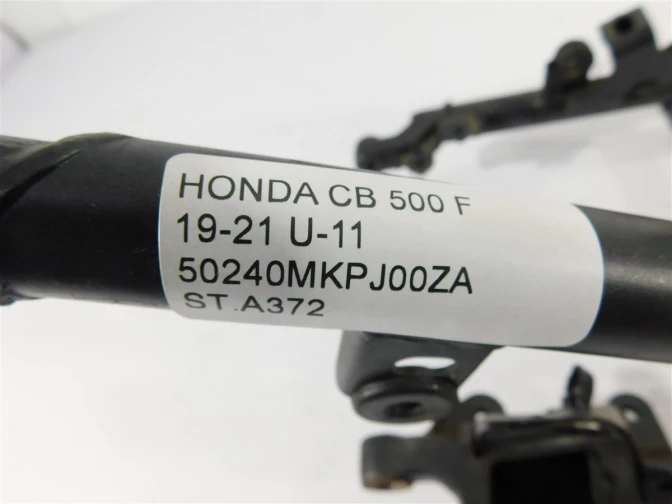 HONDA CB 500 F
19-21 U-11
50240MKPJ00ZA
ST.A372